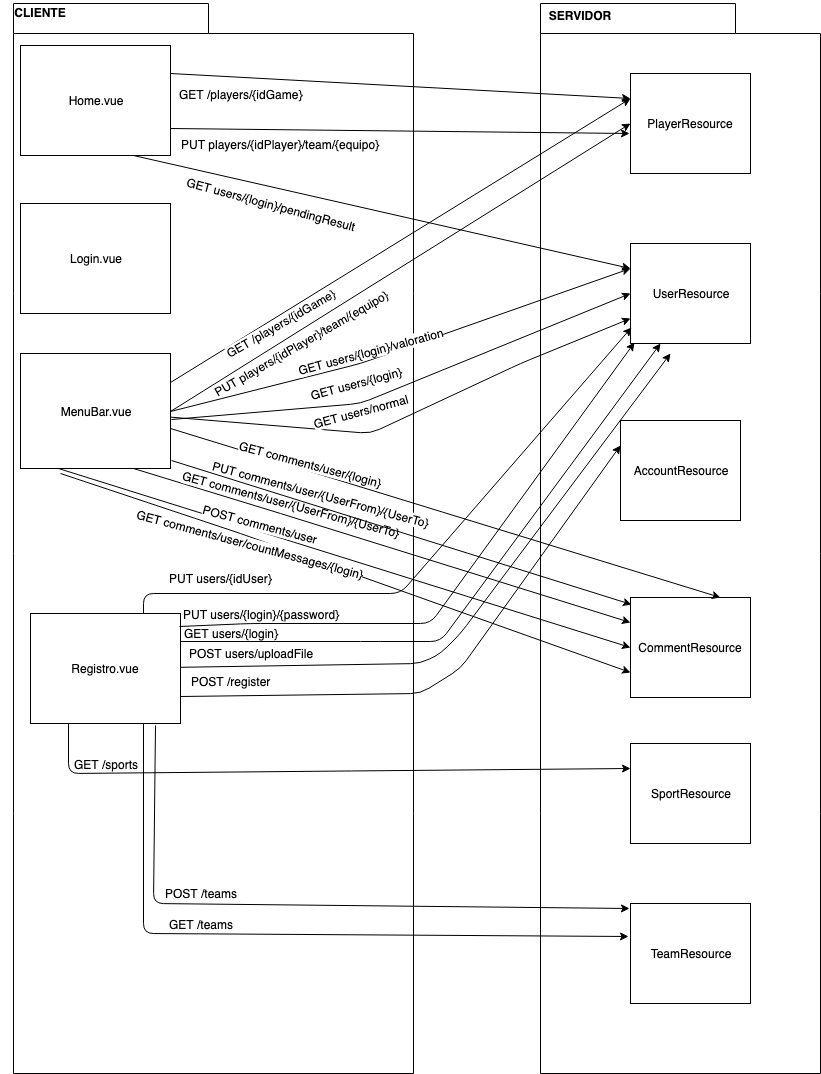 CLIENTE
SERVIDOR
Home.vue
GET /players/{idGame}
PlayerResource
PUT players/{idPlayer}/team/{equipo}
GET users/{login}/pendingResult
Login.vue
UserResource
GET /players/{idGame}
PUT players/{idPlayer}/team/{equipo}
GET users/{login}/valoration
GET users/{login}
GET users/normal
MenuBar.vue
GET comments/user/{login}
AccountResource
PUT comments/user/{UserFrom}/{UserTo}
GET comments/user/{UserFrom}/{UserTo}
POST comments/user
GET comments/user/countMessages/{login}
PUT users/{idUser}
PUT users/{login}/{password}
GET users/{login}
POST users/uploadFile
CommentResource
Registro.vue
POST /register
GET /sports
SportResource
POST /teams
GET /teams
TeamResource